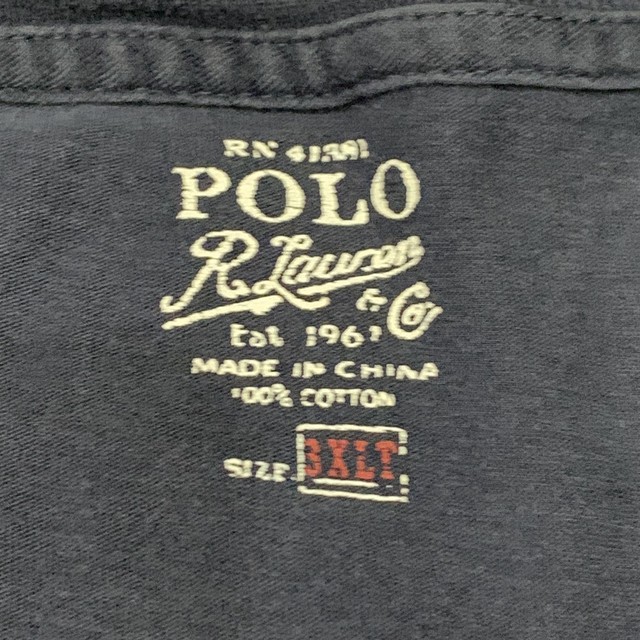 RN 41381
POLO
R. Lauren
& Co
Est. 1967
MADE IN CHINA
100% COTTON
SIZE 3XLT